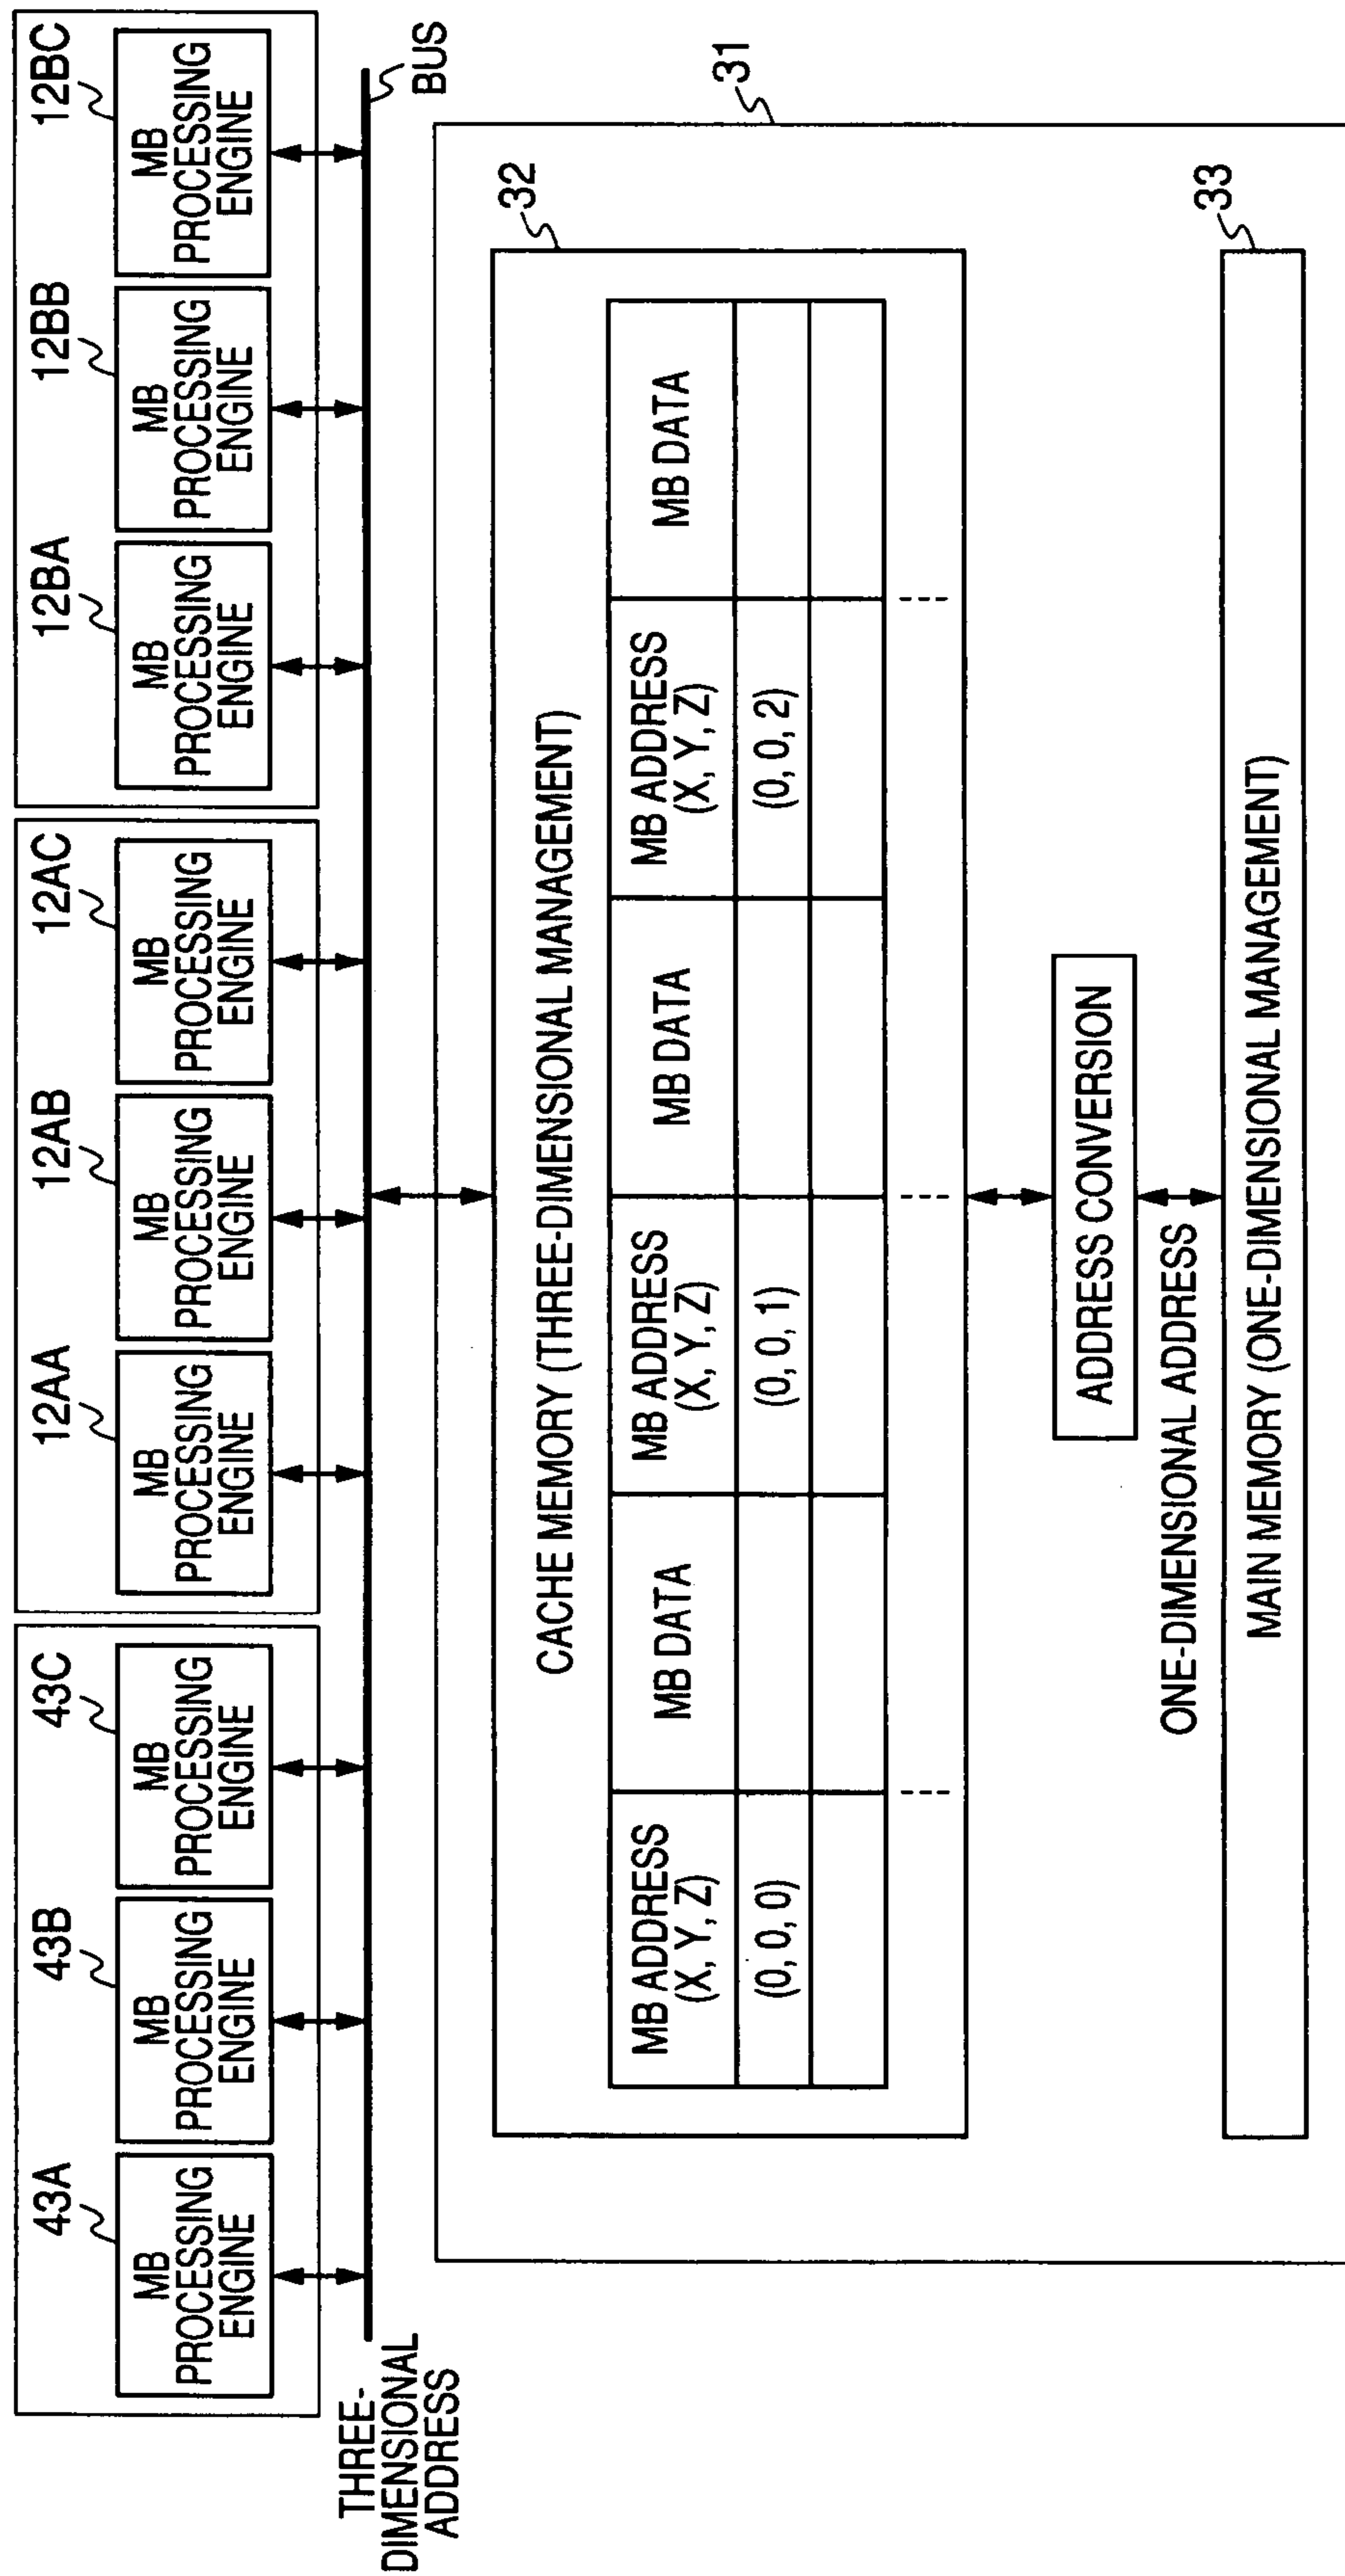 43A
43B
43C
12AA
12AB
12AC
12BA
12BB
12BC
MB
PROCESSING
ENGINE
MB
PROCESSING
ENGINE
MB
PROCESSING
ENGINE
MB
PROCESSING
ENGINE
MB
PROCESSING
ENGINE
MB
PROCESSING
ENGINE
MB
PROCESSING
ENGINE
MB
PROCESSING
ENGINE
MB
PROCESSING
ENGINE
THREE-
DIMENSIONAL
ADDRESS
BUS
31
32
CACHE MEMORY (THREE-DIMENSIONAL MANAGEMENT)
MB ADDRESS
(X, Y, Z)
MB DATA
MB ADDRESS
(X, Y, Z)
MB DATA
MB ADDRESS
(X, Y, Z)
MB DATA
(0, 0, 0)
(0, 0, 1)
(0, 0, 2)
ADDRESS CONVERSION
ONE-DIMENSIONAL ADDRESS
33
MAIN MEMORY (ONE-DIMENSIONAL MANAGEMENT)